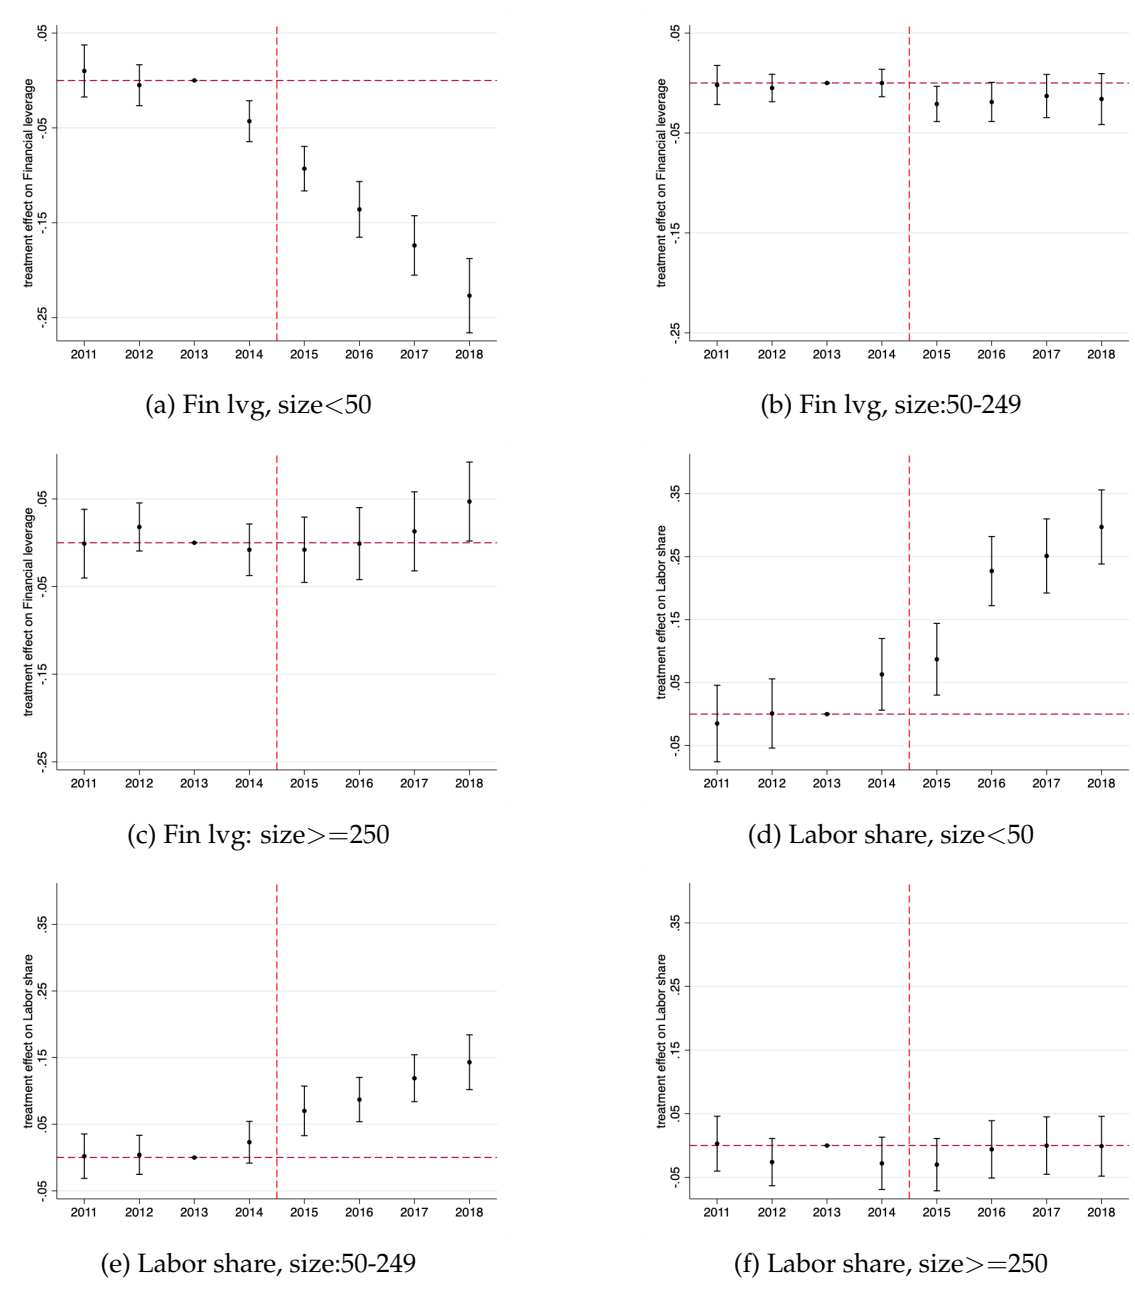 treatment effect on Financial leverage
.05
-.05
-.15
-.25
2011 2012 2013 2014 2015 2016 2017 2018
(a) Fin lvg, size<50
treatment effect on Financial leverage
.05
-.05
-.15
-.25
2011 2012 2013 2014 2015 2016 2017 2018
(b) Fin lvg, size:50-249
treatment effect on Financial leverage
.05
-.05
-.15
-.25
2011 2012 2013 2014 2015 2016 2017 2018
(c) Fin lvg: size>=250
treatment effect on Labor share
.35
.25
.15
.05
-.05
2011 2012 2013 2014 2015 2016 2017 2018
(d) Labor share, size<50
treatment effect on Labor share
.35
.25
.15
.05
-.05
2011 2012 2013 2014 2015 2016 2017 2018
(e) Labor share, size:50-249
treatment effect on Labor share
.35
.25
.15
.05
-.05
2011 2012 2013 2014 2015 2016 2017 2018
(f) Labor share, size>=250